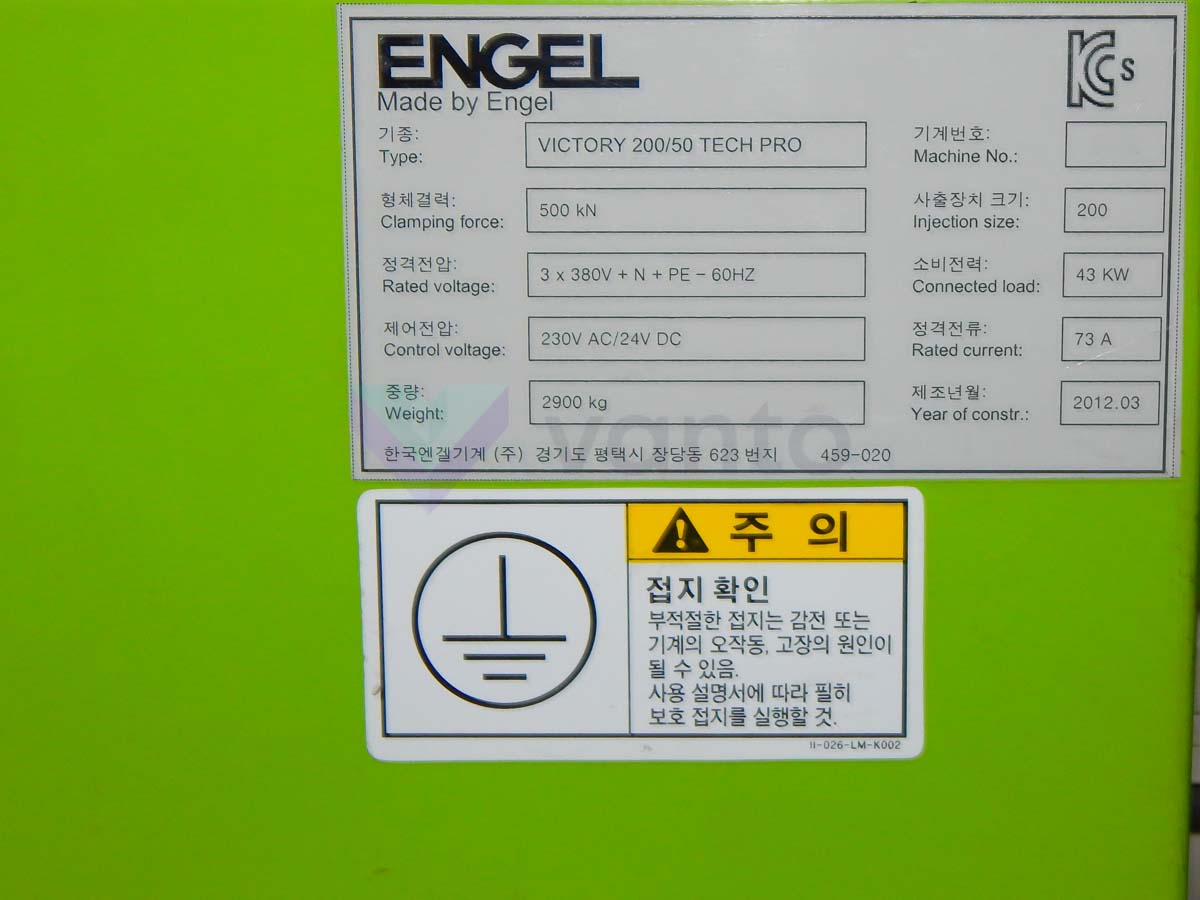 ENGEL
Made by Engel
KCs
기종:
Type:
VICTORY 200/50 TECH PRO
기계번호:
Machine No.:
형체결력:
Clamping force:
500 kN
사출장치 크기:
Injection size:
200
정격전압:
Rated voltage:
3 x 380V + N + PE - 60HZ
소비전력:
Connected load:
43 KW
제어전압:
Control voltage:
230V AC/24V DC
정격전류:
Rated current:
73 A
중량:
Weight:
2900 kg
제조년월:
Year of constr.:
2012.03
vanto
한국엔겔기계 (주) 경기도 평택시 장당동 623 번지 459-020
주 의
접지 확인
부적절한 접지는 감전 또는
기계의 오작동, 고장의 원인이
될 수 있음.
사용 설명서에 따라 필히
보호 접지를 실행할 것.
II-026-LM-K002